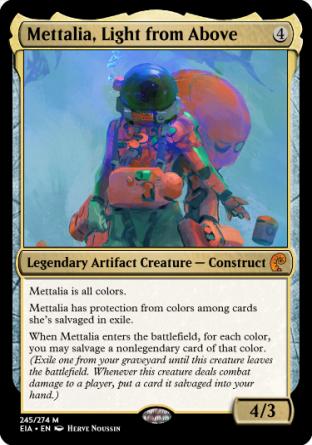 Mettalia, Light from Above 4
Legendary Artifact Creature — Construct
Mettalia is all colors.
Mettalia has protection from colors among cards
she's salvaged in exile.
When Mettalia enters the battlefield, for each color,
you may salvage a nonlegendary card of that color.
(Exile one from your graveyard until this creature leaves
the battlefield. Whenever this creature deals combat
damage to a player, put a card it salvaged into your
hand.)
4/3
245/274 M
EIA • EN Herve Noussin